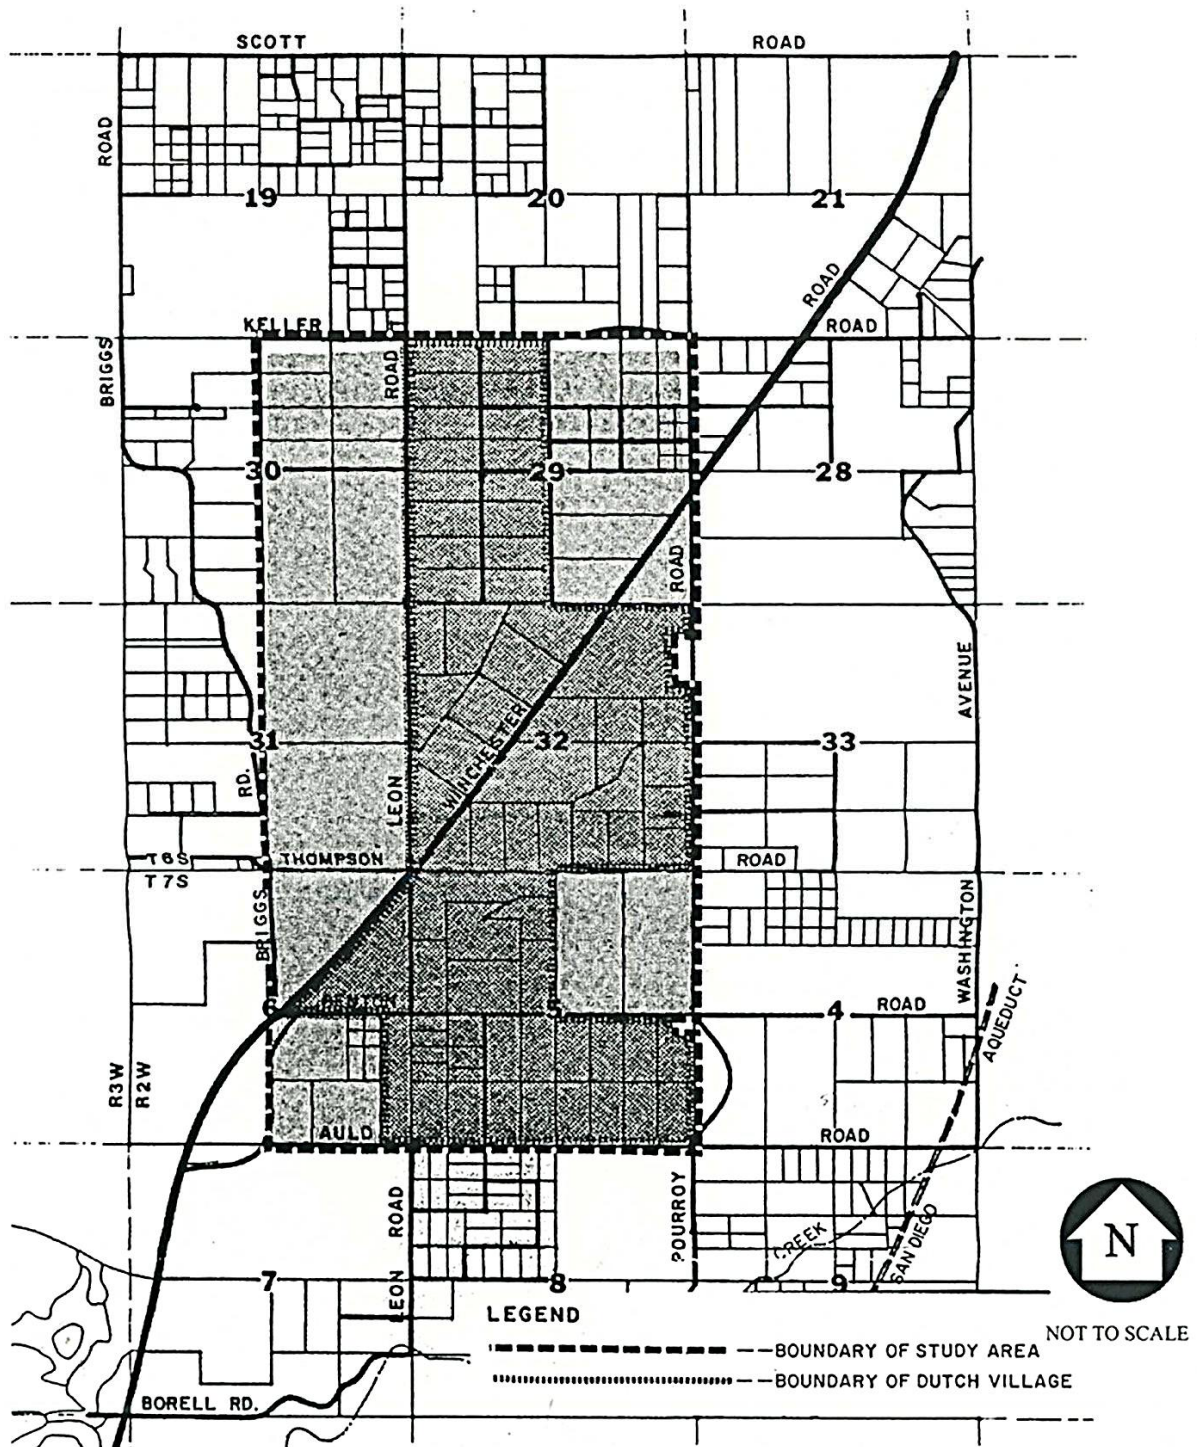 SCOTT ROAD
ROAD
19
20
21
ROAD
KELLER
ROAD
BRIGGS
ROAD
30
29
28
ROAD
AVENUE
WINCHESTER
31
32
33
RD.
LEON
T6S
THOMPSON
ROAD
T7S
BRIGGS
WASHINGTON
6
BENTON
5
4
ROAD
AQUEDUCT
R3W
R2W
AULD
ROAD
ROAD
POURROY
CREEK
SAN DIEGO
N
7
8
9
LEON
LEGEND
NOT TO SCALE
BOUNDARY OF STUDY AREA
BOUNDARY OF DUTCH VILLAGE
BORELL RD.